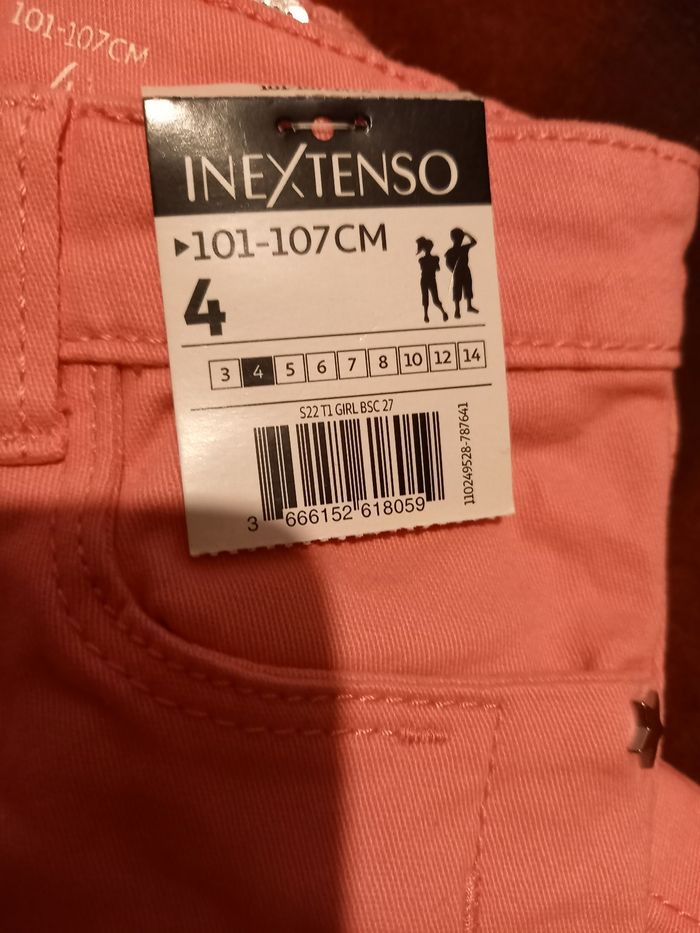 101-107CM
4
INEXTENSO
▶101-107CM
4
3 4 5 6 7 8 10 12 14
S22 T1 GIRL BSC 27
110249528-787641
3 666152 618059